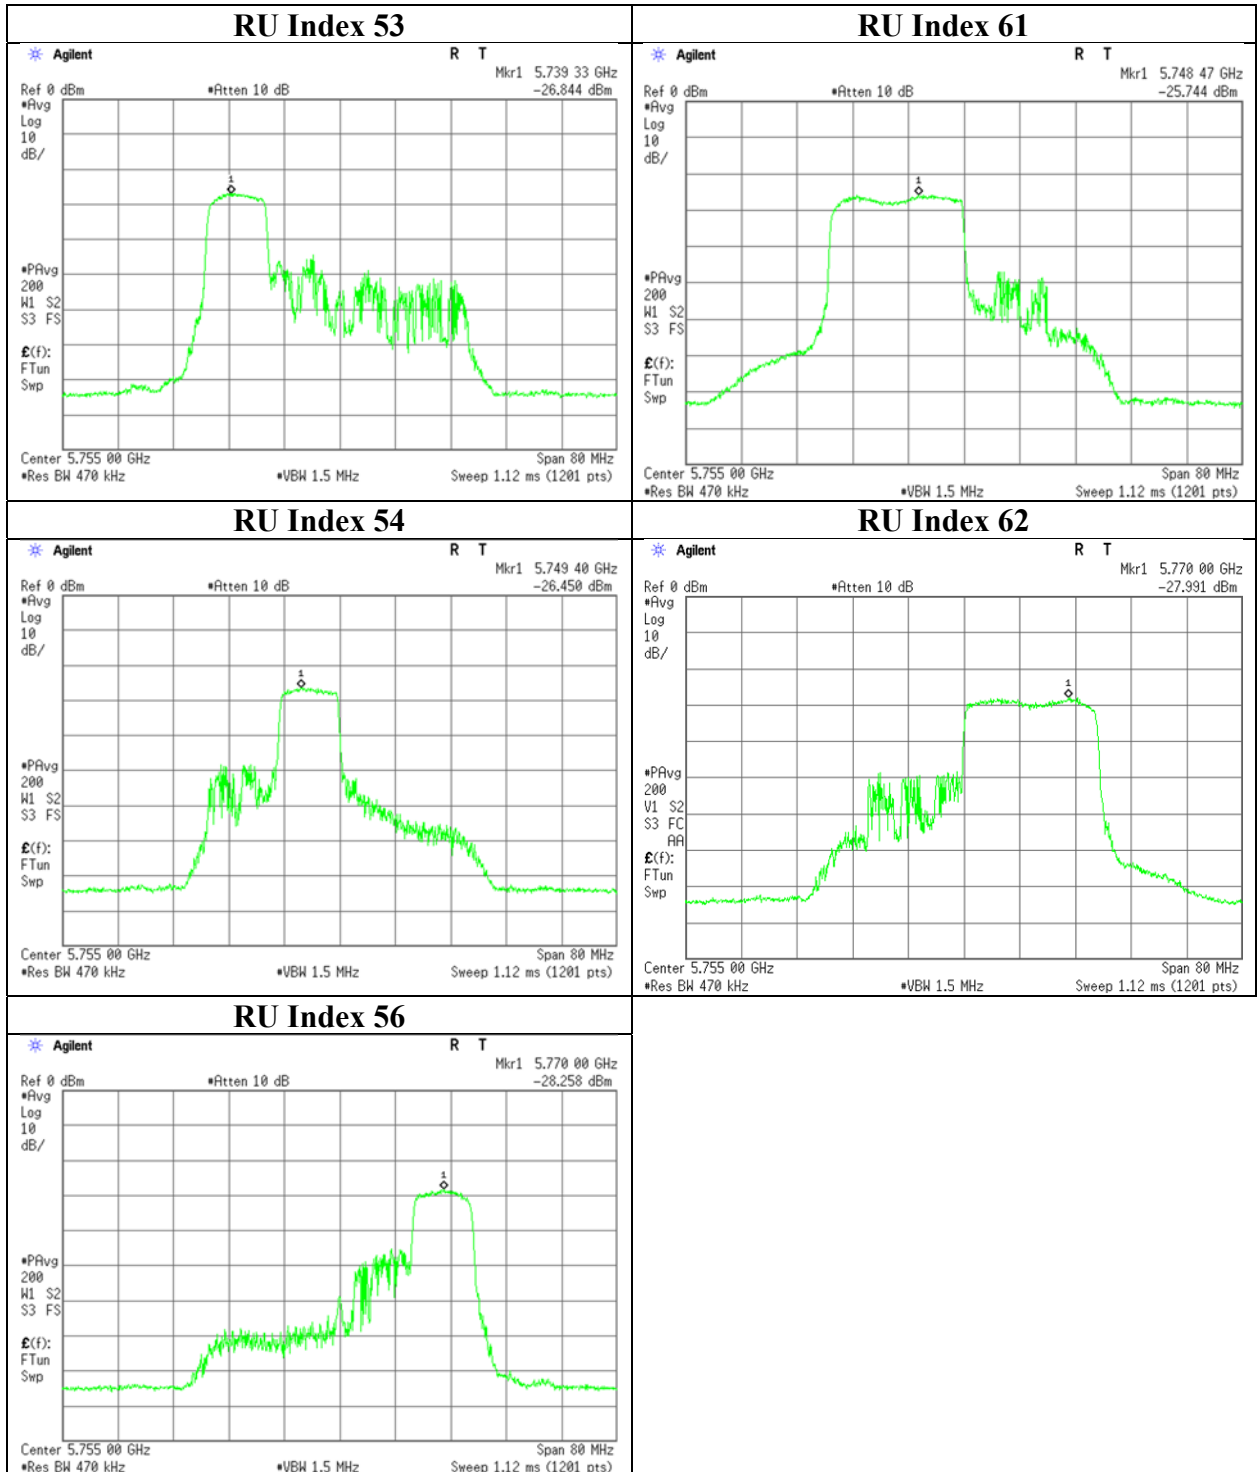 RU Index 53
Agilent
R T
Mkr1 5.739 33 GHz
Ref 0 dBm
#Atten 10 dB
-26.844 dBm
#Avg
Log
10
dB/
1
#PAvg
200
W1 S2
S3 FS
£(f):
FTun
Swp
Center 5.755 00 GHz
Span 80 MHz
#Res BW 470 kHz
#VBW 1.5 MHz
Sweep 1.12 ms (1201 pts)
RU Index 61
Agilent
R T
Mkr1 5.748 47 GHz
Ref 0 dBm
#Atten 10 dB
-25.744 dBm
#Avg
Log
10
dB/
1
#PAvg
200
W1 S2
S3 FS
£(f):
FTun
Swp
Center 5.755 00 GHz
Span 80 MHz
#Res BW 470 kHz
#VBW 1.5 MHz
Sweep 1.12 ms (1201 pts)
RU Index 54
Agilent
R T
Mkr1 5.749 40 GHz
Ref 0 dBm
#Atten 10 dB
-26.450 dBm
#Avg
Log
10
dB/
1
#PAvg
200
W1 S2
S3 FS
£(f):
FTun
Swp
Center 5.755 00 GHz
Span 80 MHz
#Res BW 470 kHz
#VBW 1.5 MHz
Sweep 1.12 ms (1201 pts)
RU Index 62
Agilent
R T
Mkr1 5.770 00 GHz
Ref 0 dBm
#Atten 10 dB
-27.991 dBm
#Avg
Log
10
dB/
1
#PAvg
200
V1 S2
S3 FC
AA
£(f):
FTun
Swp
Center 5.755 00 GHz
Span 80 MHz
#Res BW 470 kHz
#VBW 1.5 MHz
Sweep 1.12 ms (1201 pts)
RU Index 56
Agilent
R T
Mkr1 5.770 00 GHz
Ref 0 dBm
#Atten 10 dB
-28.258 dBm
#Avg
Log
10
dB/
1
#PAvg
200
W1 S2
S3 FS
£(f):
FTun
Swp
Center 5.755 00 GHz
Span 80 MHz
#Res BW 470 kHz
#VBW 1.5 MHz
Sweep 1.12 ms (1201 pts)